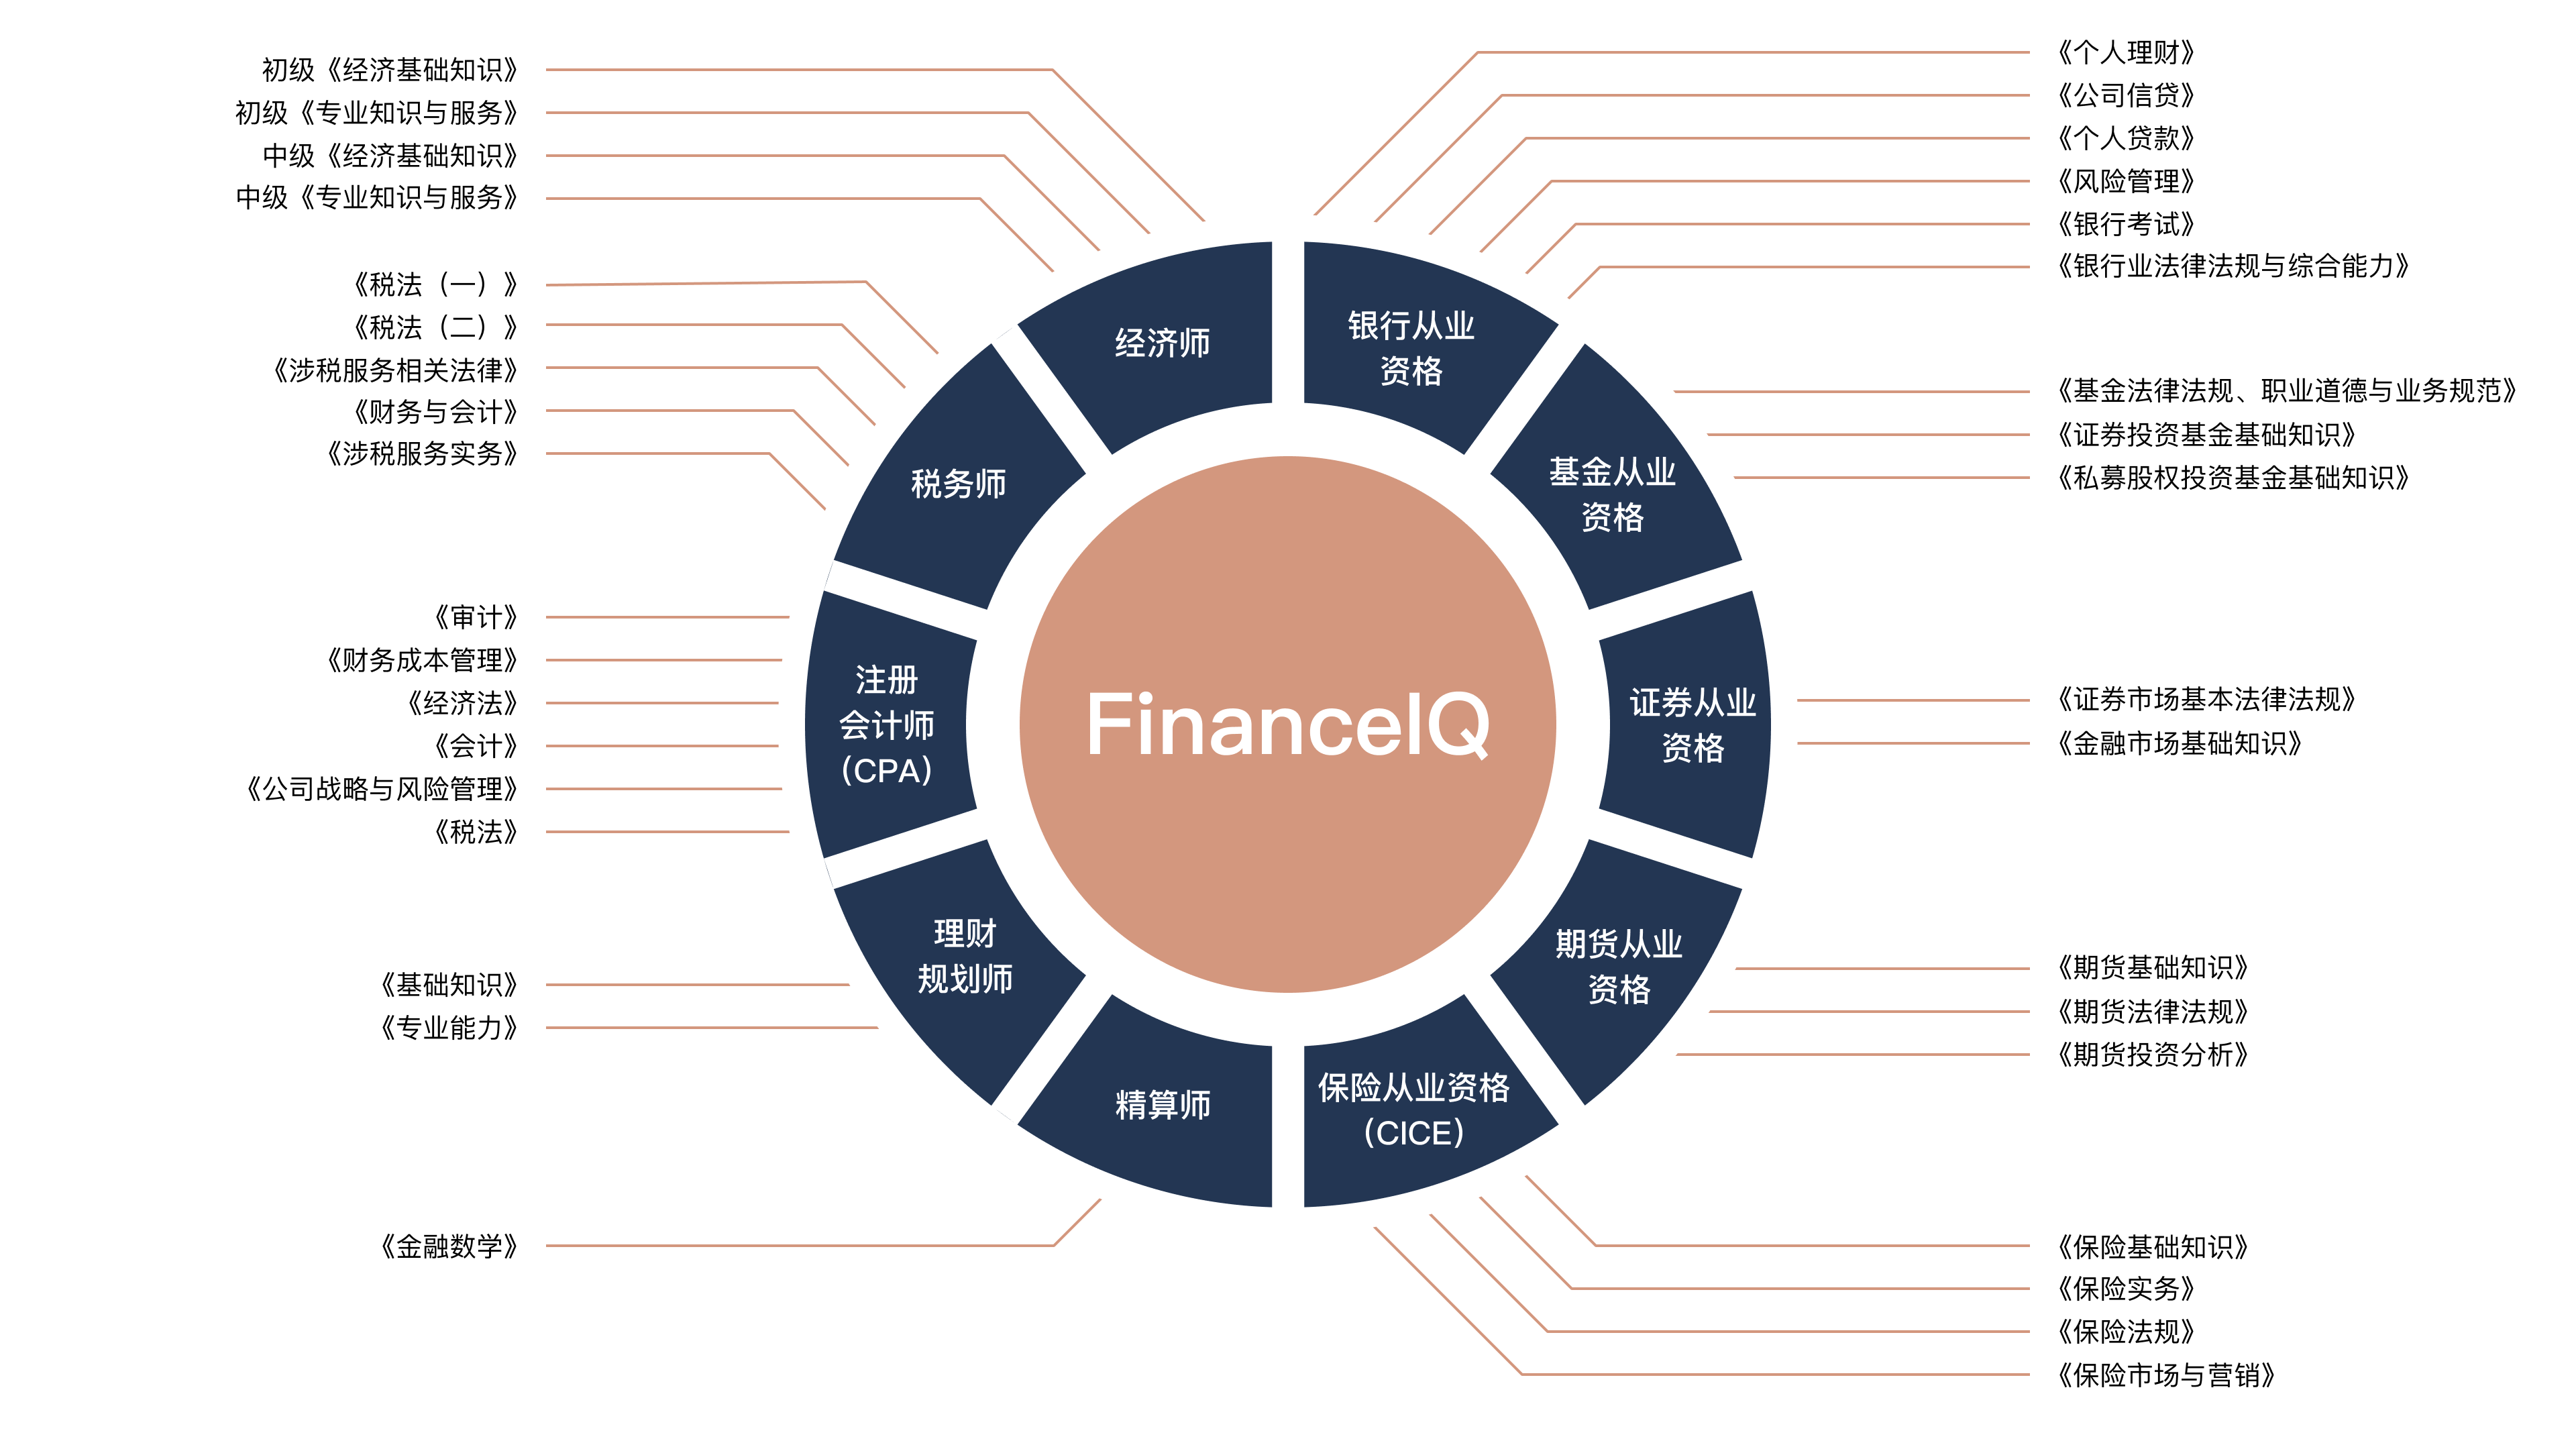 初级《经济基础知识》
初级《专业知识与服务》
中级《经济基础知识》
中级《专业知识与服务》
《税法（一）》
《税法（二）》
《涉税服务相关法律》
《财务与会计》
《涉税服务实务》
《审计》
《财务成本管理》
《经济法》
《会计》
《公司战略与风险管理》
《税法》
《基础知识》
《专业能力》
《金融数学》
经济师
税务师
注册
会计师
(CPA)
理财
规划师
精算师
FinanceIQ
银行从业
资格
基金从业
资格
证券从业
资格
期货从业
资格
保险从业资格
(CICE)
《个人理财》
《公司信贷》
《个人贷款》
《风险管理》
《银行考试》
《银行业法律法规与综合能力》
《基金法律法规、职业道德与业务规范》
《证券投资基金基础知识》
《私募股权投资基金基础知识》
《证券市场基本法律法规》
《金融市场基础知识》
《期货基础知识》
《期货法律法规》
《期货投资分析》
《保险基础知识》
《保险实务》
《保险法规》
《保险市场与营销》